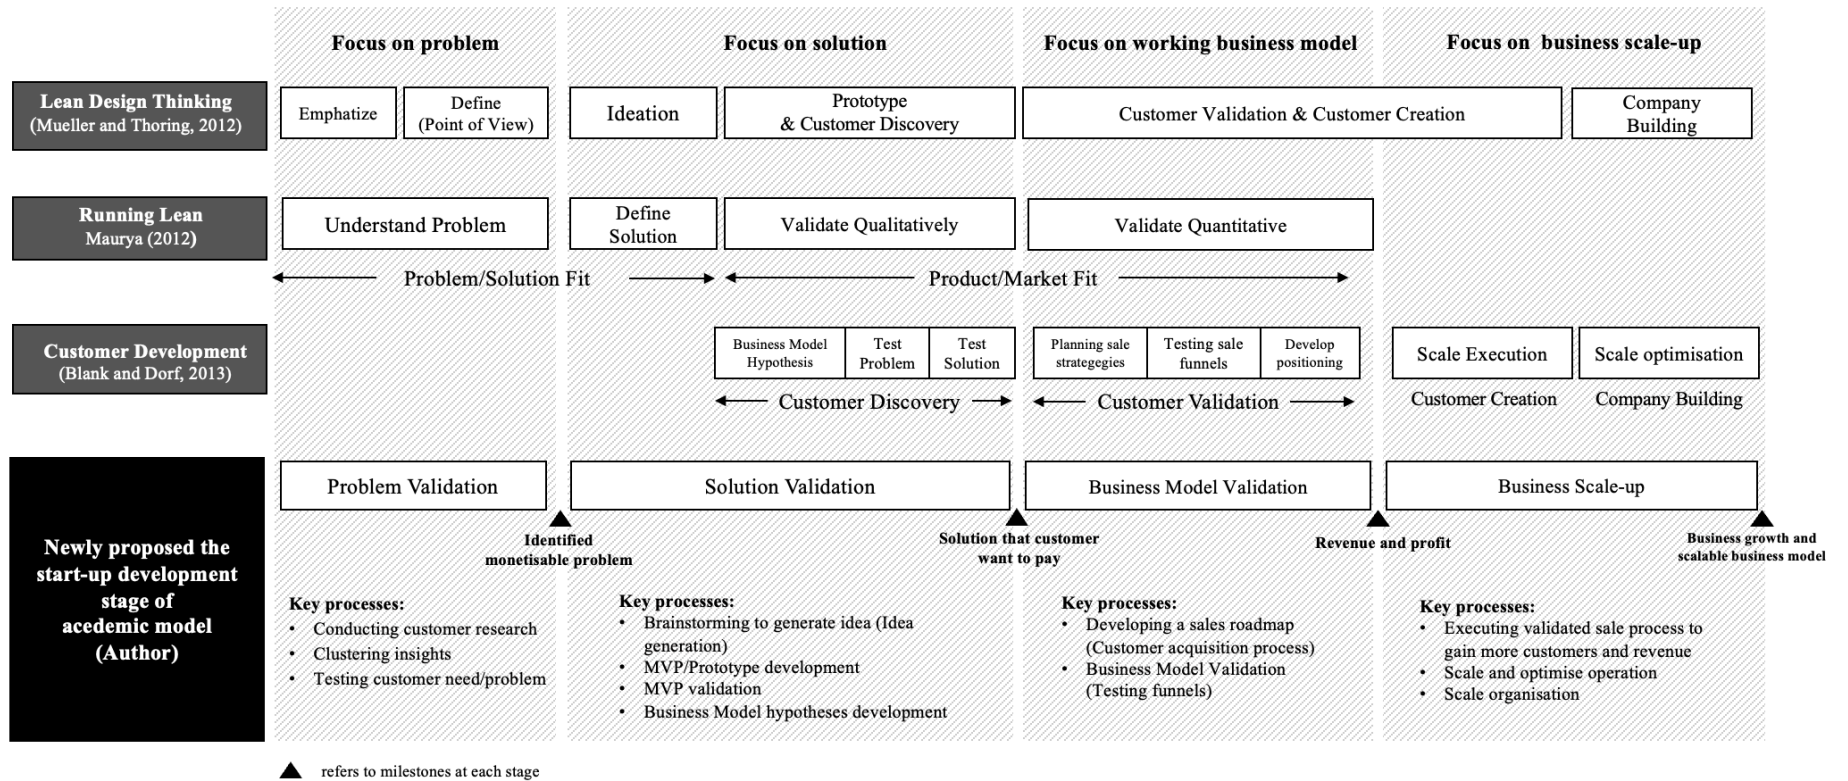 Focus on problem
Focus on solution
Focus on working business model
Focus on business scale-up
Lean Design Thinking
(Mueller and Thoring, 2012)
Emphatize
Define
(Point of View)
Ideation
Prototype
& Customer Discovery
Customer Validation & Customer Creation
Company
Building
Running Lean
Maurya (2012)
Understand Problem
Define
Solution
Validate Qualitatively
Validate Quantitative
Problem/Solution Fit
Product/Market Fit
Customer Development
(Blank and Dorf, 2013)
Business Model
Hypothesis
Test
Problem
Test
Solution
Planning sale
strategegies
Testing sale
funnels
Develop
positioning
Scale Execution
Scale optimisation
Customer Discovery
Customer Validation
Customer Creation
Company Building
Newly proposed the
start-up development
stage of
acedemic model
(Author)
Problem Validation
Solution Validation
Business Model Validation
Business Scale-up
Identified
monetisable problem
Solution that customer
want to pay
Revenue and profit
Business growth and
scalable business model
Key processes:
• Conducting customer research
• Clustering insights
• Testing customer need/problem
Key processes:
• Brainstorming to generate idea (Idea
generation)
• MVP/Prototype development
• MVP validation
• Business Model hypotheses development
Key processes:
• Developing a sales roadmap
(Customer acquisition process)
• Business Model Validation
(Testing funnels)
Key processes:
• Executing validated sale process to
gain more customers and revenue
• Scale and optimise operation
• Scale organisation
refers to milestones at each stage